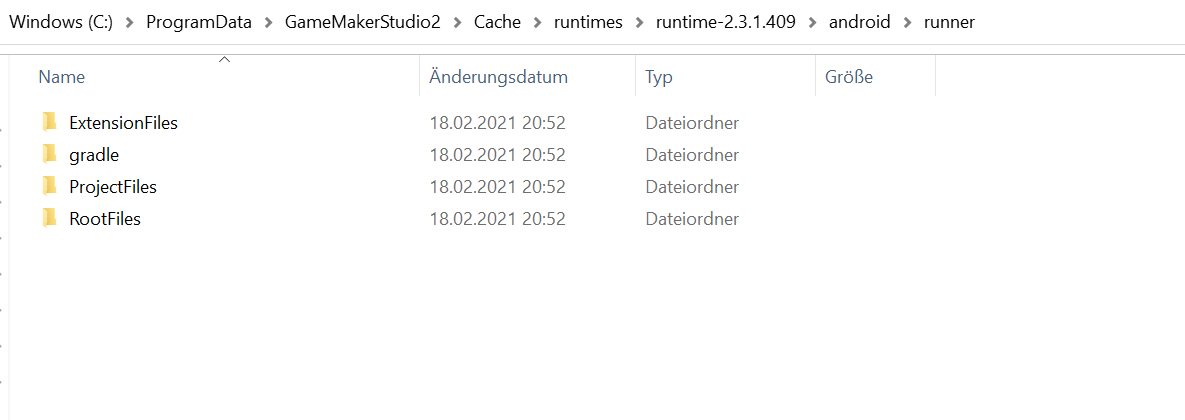 Windows (C:) > ProgramData > GameMakerStudio2 > Cache > runtimes > runtime-2.3.1.409 > android > runner
Name Änderungsdatum Typ Größe
ExtensionFiles 18.02.2021 20:52 Dateiordner
gradle 18.02.2021 20:52 Dateiordner
ProjectFiles 18.02.2021 20:52 Dateiordner
RootFiles 18.02.2021 20:52 Dateiordner